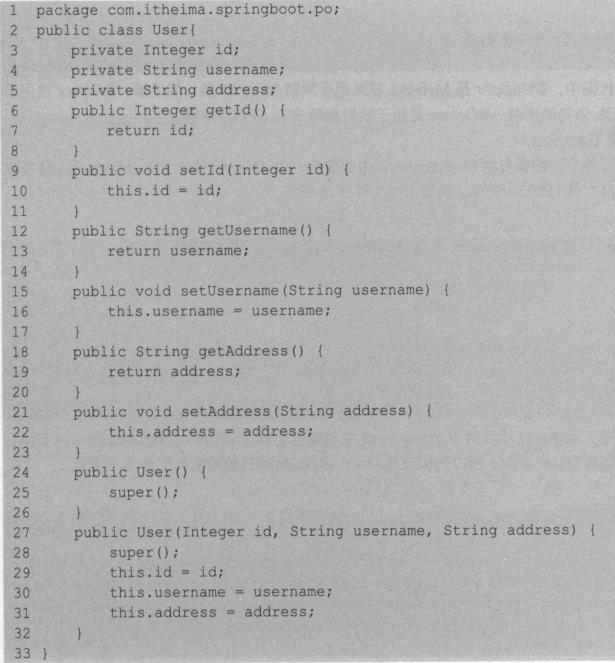 1 package com.itheima.springboot.po;
2 public class User{
3     private Integer id;
4     private String username;
5     private String address;
6     public Integer getId() {
7         return id;
8     }
9     public void setId(Integer id) {
10         this.id = id;
11     }
12     public String getUsername() {
13         return username;
14     }
15     public void setUsername(String username) {
16         this.username = username;
17     }
18     public String getAddress() {
19         return address;
20     }
21     public void setAddress(String address) {
22         this.address = address;
23     }
24     public User() {
25         super();
26     }
27     public User(Integer id, String username, String address) {
28         super();
29         this.id = id;
30         this.username = username;
31         this.address = address;
32     }
33 }